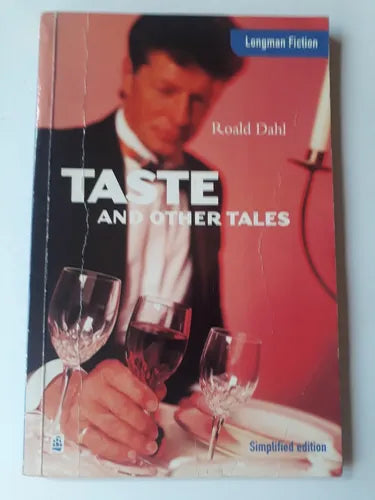 Longman Fiction
Roald Dahl
TASTE
AND OTHER TALES
Simplified edition